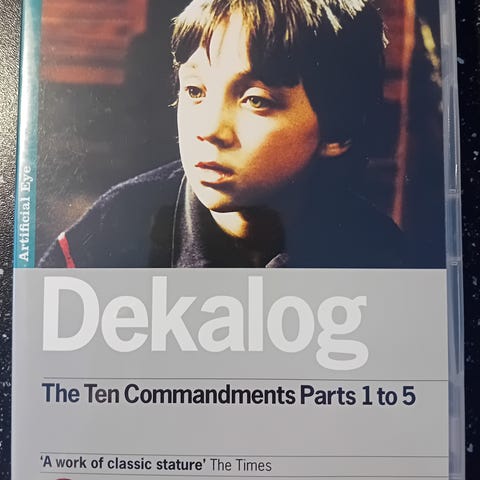 Artificial Eye
Dekalog
The Ten Commandments Parts 1 to 5
'A work of classic stature' The Times